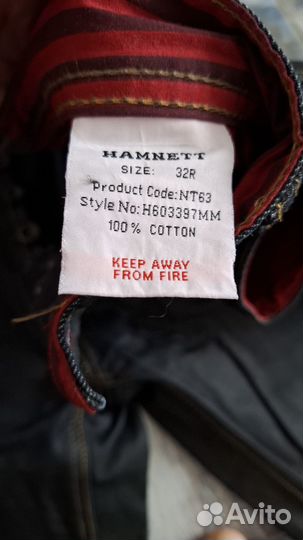 HAMNETT
SIZE: 32R
Product Code:NT63
Style No:H603397MM
100% COTTON
KEEP AWAY
FROM FIRE
Avito